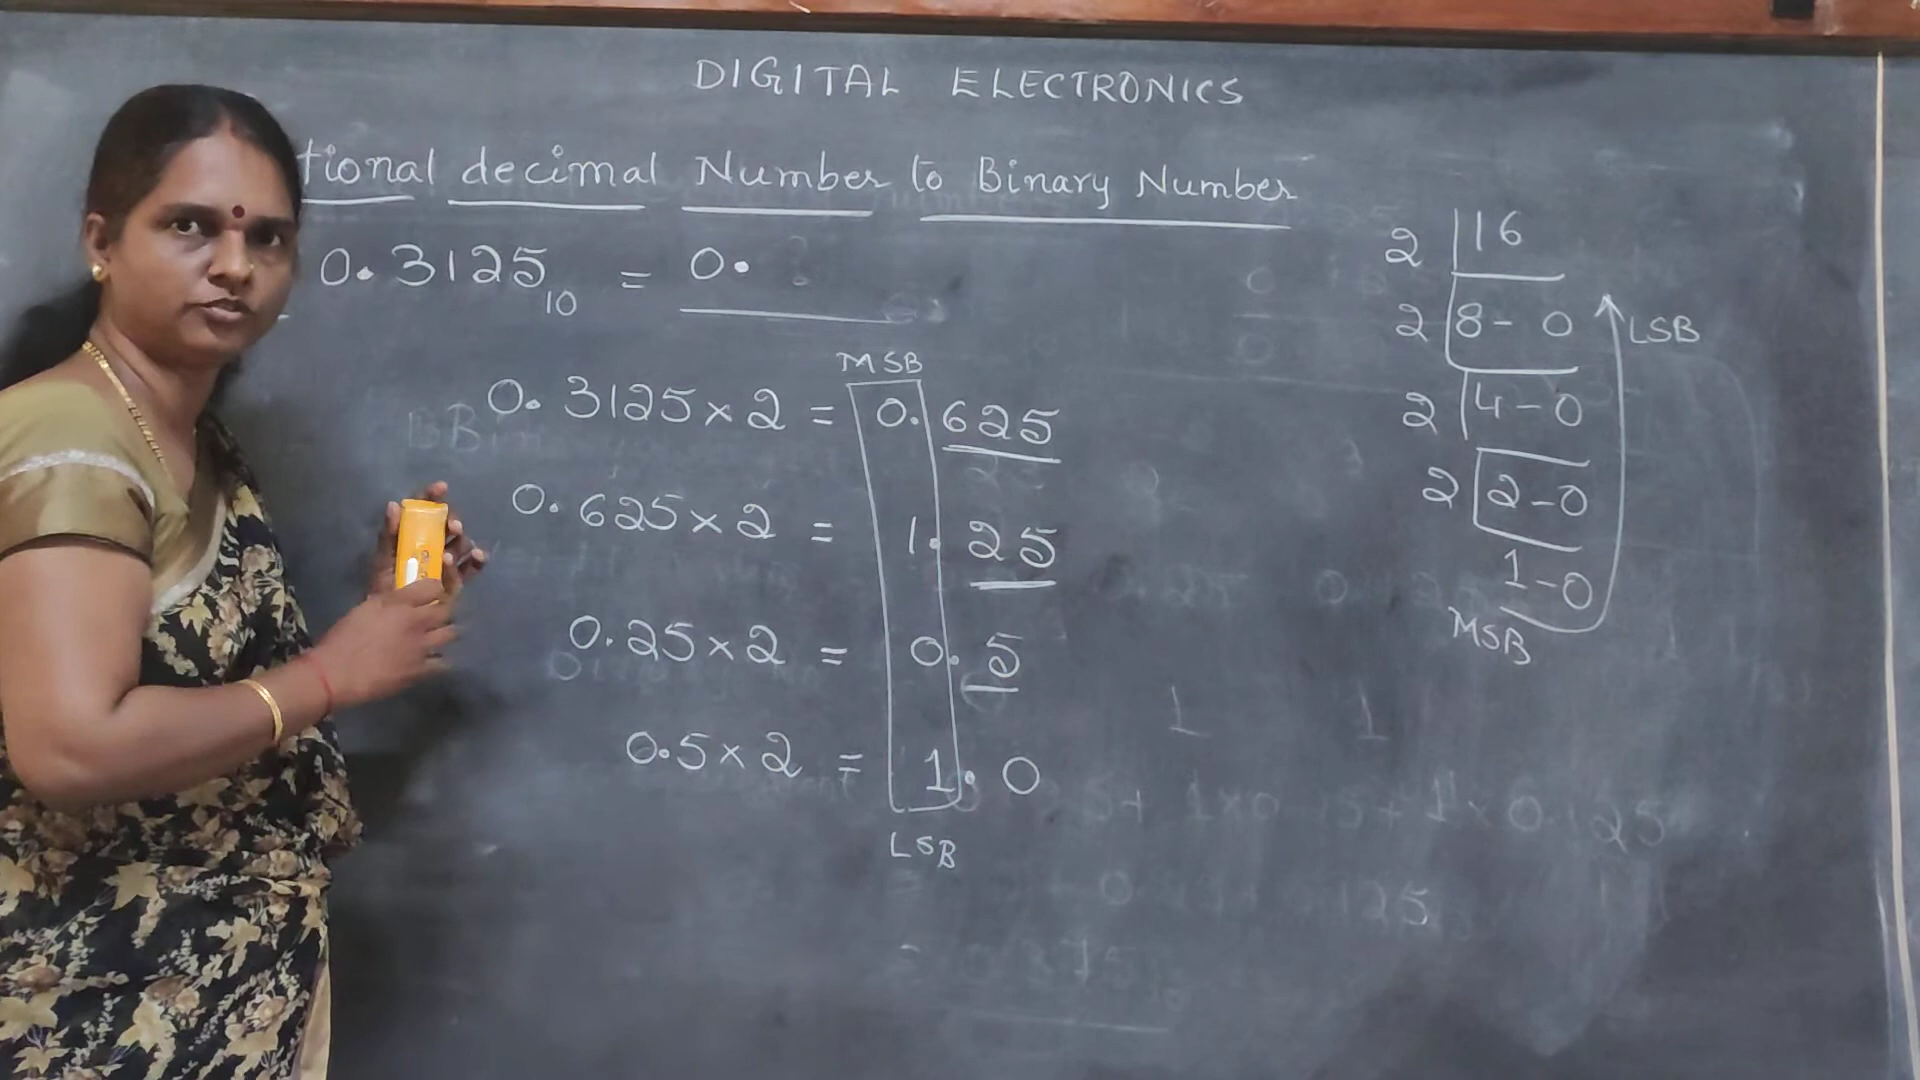 DIGITAL ELECTRONICS
tional decimal Number to Binary Number
0.3125₁₀ = 0.
MSB
0.3125 × 2 = 0.625
0.625 × 2 = 1.25
0.25 × 2 = 0.5
0.5 × 2 = 1.0
LSB
2 | 16
2 | 8 - 0
LSB
2 | 4 - 0
2 | 2 - 0
1 - 0
MSB